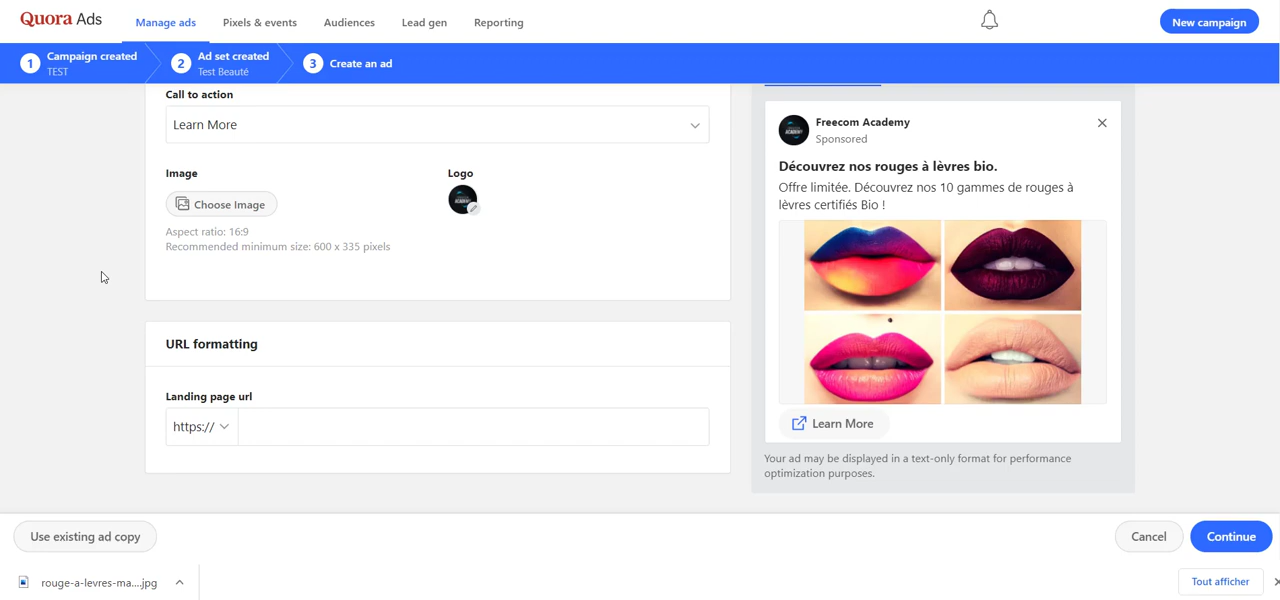 Quora Ads
Manage ads
Pixels & events
Audiences
Lead gen
Reporting
New campaign
1
Campaign created
TEST
2
Ad set created
Test Beauté
3
Create an ad
Call to action
Learn More
Image
Logo
Choose Image
Aspect ratio: 16:9
Recommended minimum size: 600 x 335 pixels
URL formatting
Landing page url
https://
Freecom Academy
Sponsored
Découvrez nos rouges à lèvres bio.
Offre limitée. Découvrez nos 10 gammes de rouges à
lèvres certifiés Bio !
Learn More
Your ad may be displayed in a text-only format for performance
optimization purposes.
Use existing ad copy
Cancel
Continue
rouge-a-levres-ma....jpg
Tout afficher